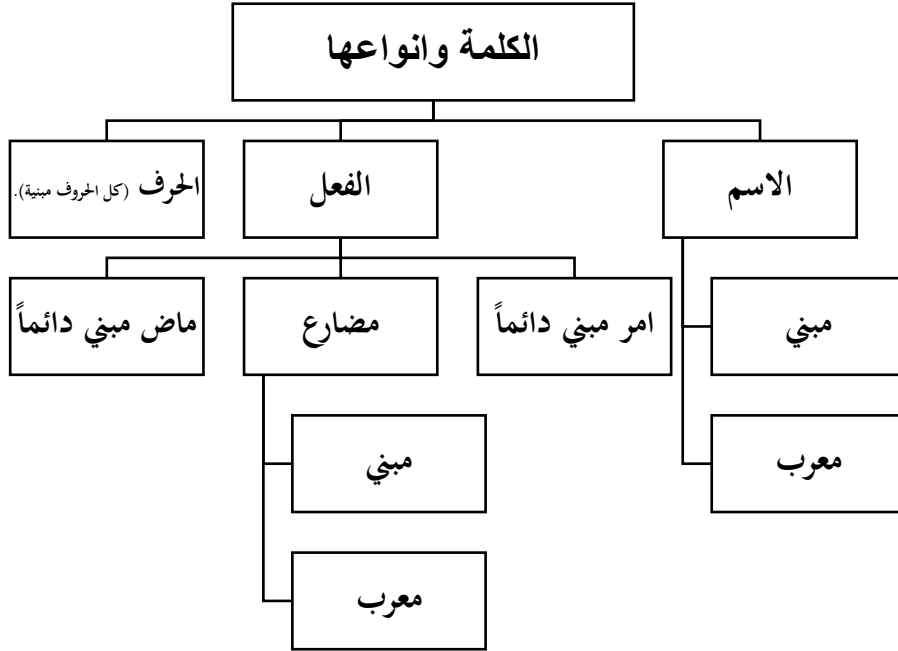 الكلمة وانواعها
الاسم
الفعل
الحرف (كل الحروف مبنية).
مبني
معرب
امر مبني دائماً
مضارع
ماض مبني دائماً
مبني
معرب